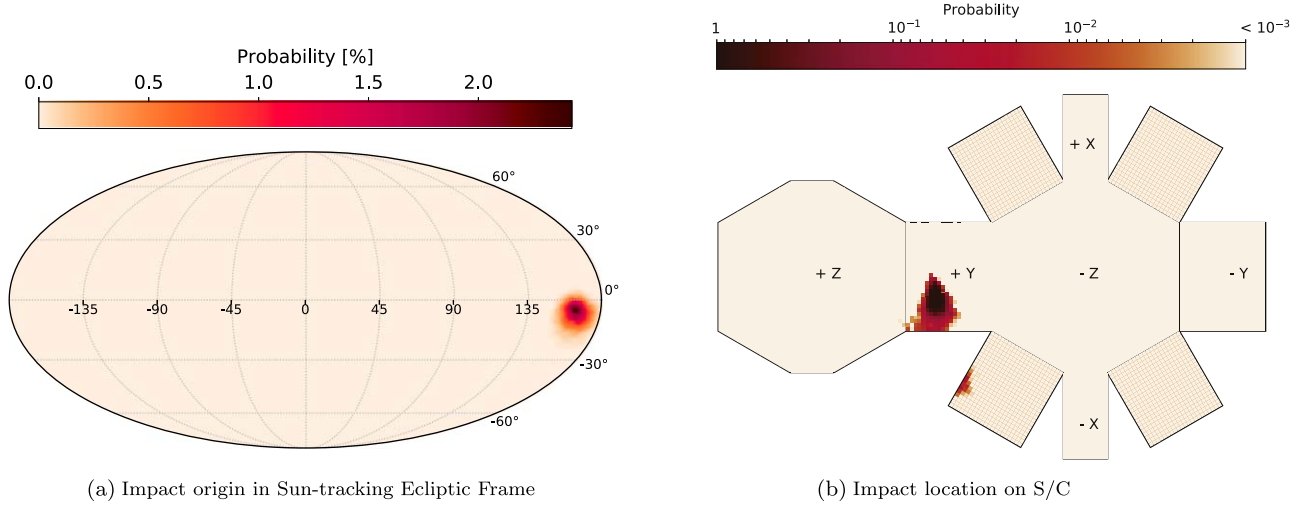 Probability [%]
0.0 0.5 1.0 1.5 2.0
60°
30°
-135 -90 -45 0 45 90 135 0°
-30°
-60°
(a) Impact origin in Sun-tracking Ecliptic Frame
Probability
1 10⁻¹ 10⁻² < 10⁻³
+ X
+ Z + Y - Z - Y
- X
(b) Impact location on S/C